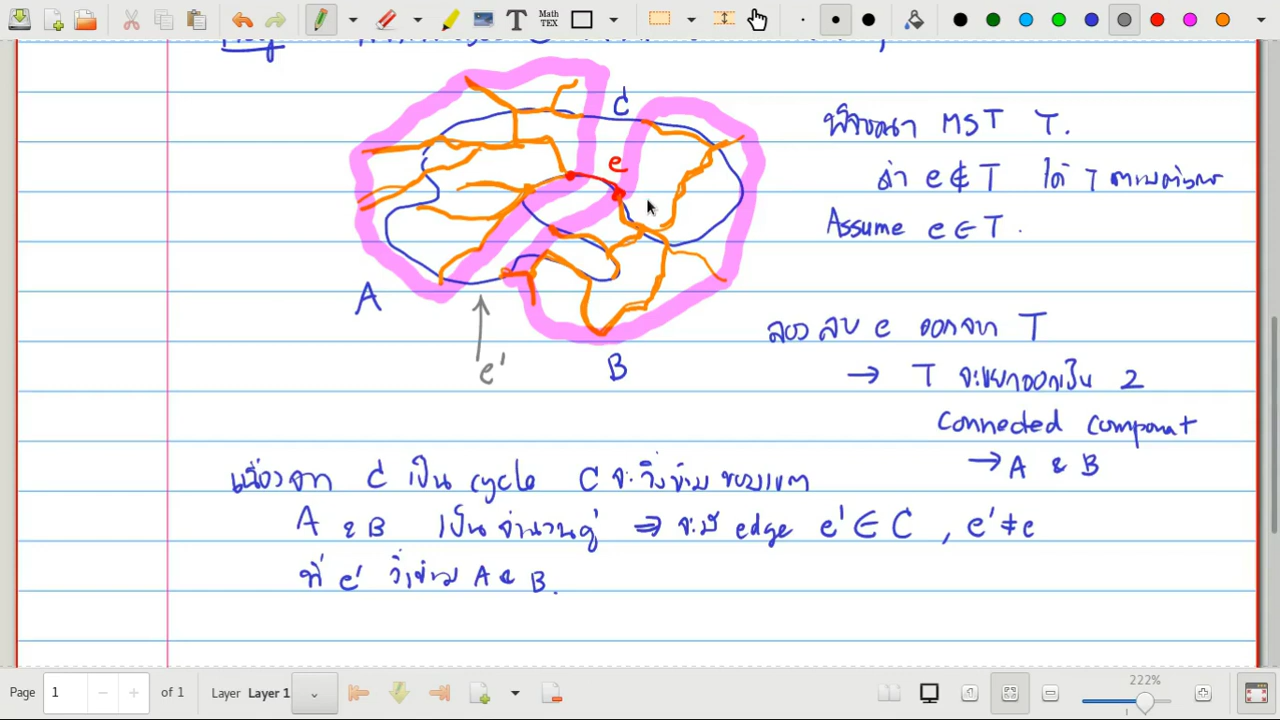 Math TEX
C
พิจารณา MST T.
e
ถ้า e ∉ T ได้ T ตามต้องการ
Assume e ∈ T.
A
ลอง ลบ e ออกจาก T
e'
B
→ T จะแยกออกเป็น 2
Connected component
→ A & B
เนื่องจาก C เป็น cycle C จะวิ่งข้าม ขอบเขต
A & B เป็นจำนวนคู่ ⇒ จะมี edge e' ∈ C, e' ≠ e
ที่ e' วิ่งข้าม A & B.
Page 1 of 1 Layer Layer 1 222%